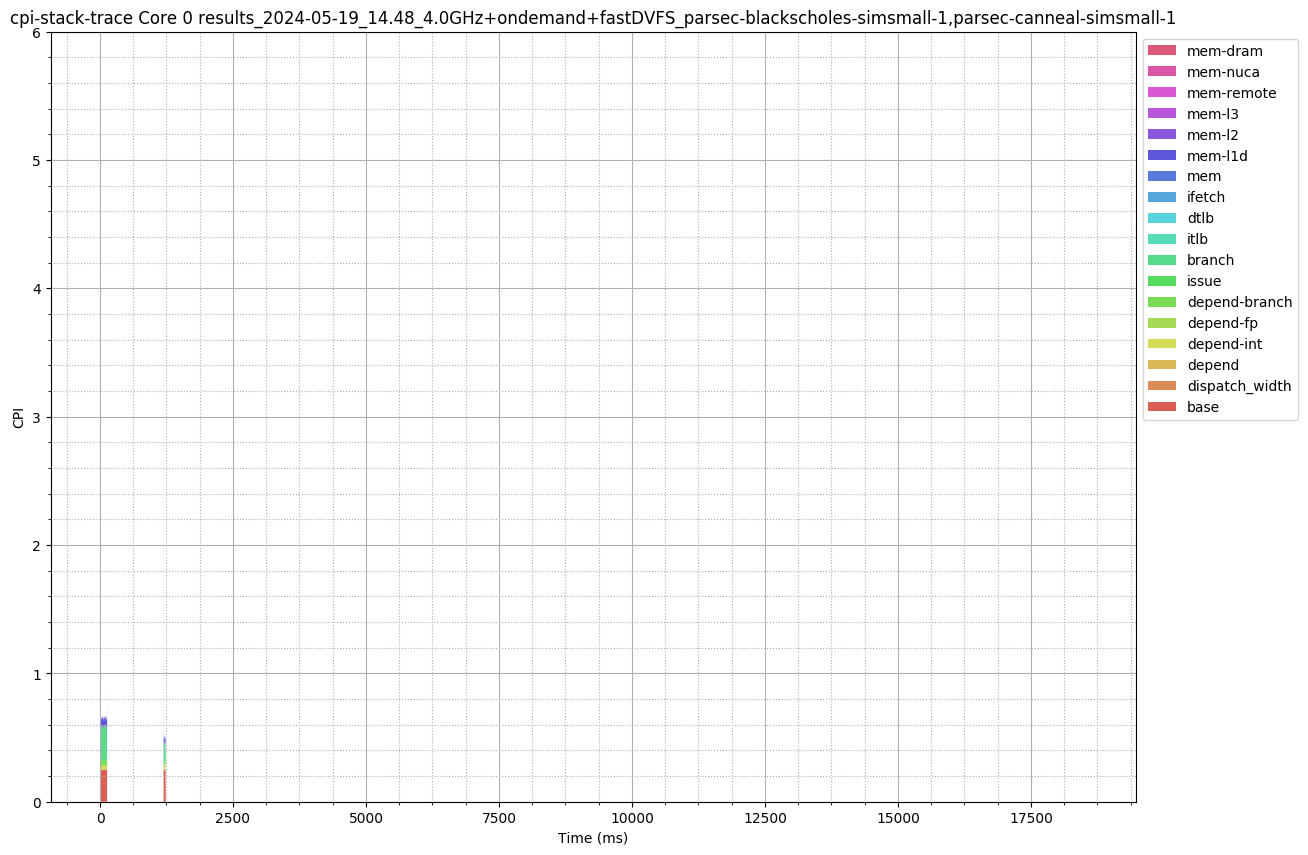 cpi-stack-trace Core 0 results_2024-05-19_14.48_4.0GHz+ondemand+fastDVFS_parsec-blackscholes-simsmall-1,parsec-canneal-simsmall-1
6
5
4
3
2
1
0
CPI
0
2500
5000
7500
10000
12500
15000
17500
Time (ms)
mem-dram
mem-nuca
mem-remote
mem-l3
mem-l2
mem-l1d
mem
ifetch
dtlb
itlb
branch
issue
depend-branch
depend-fp
depend-int
depend
dispatch_width
base